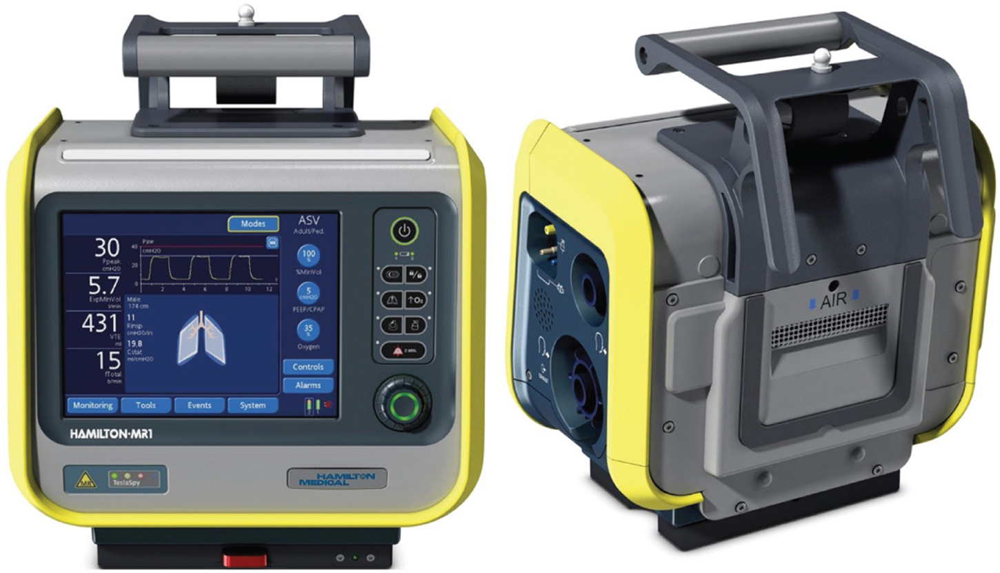 Modes
ASV
Adult/Ped.
30
Ppeak
cmH2O
5.7
ExpMinVol
l/min
431
VTE
ml
15
fTotal
b/min
Paw
cmH2O
40
20
0
2 4 6 8 10 12
Male
174 cm
11
Rinsp
19.8
Cstat
ml/cmH2O
100
%
%MinVol
5
cmH2O
PEEP/CPAP
35
%
Oxygen
Controls
Alarms
Monitoring
Tools
Events
System
1 2
O2
2 MIN.
HAMILTON-MR1
MR
TeslaSpy
HAMILTON
MEDICAL
AIR